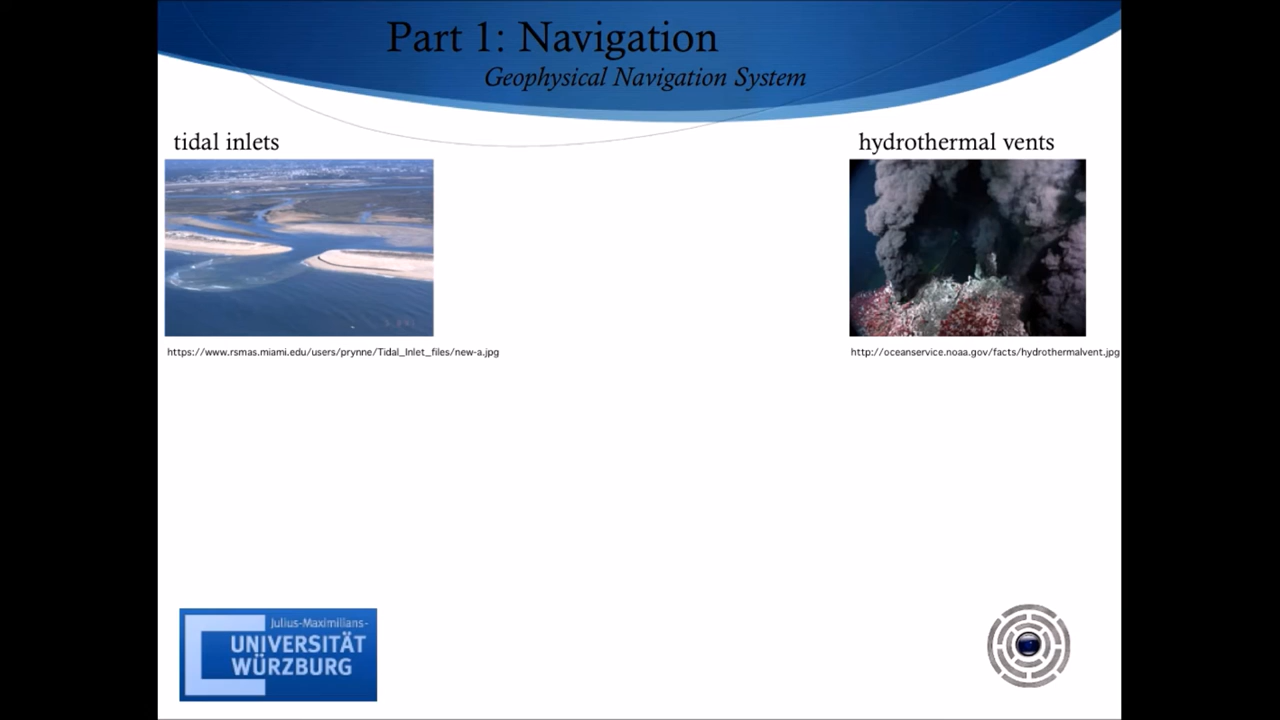 Part 1: Navigation
Geophysical Navigation System
tidal inlets
hydrothermal vents
https://www.rsmas.miami.edu/users/prynne/Tidal_Inlet_files/new-a.jpg
http://oceanservice.noaa.gov/facts/hydrothermalvent.jpg
Julius-Maximilians-
UNIVERSITÄT
WÜRZBURG